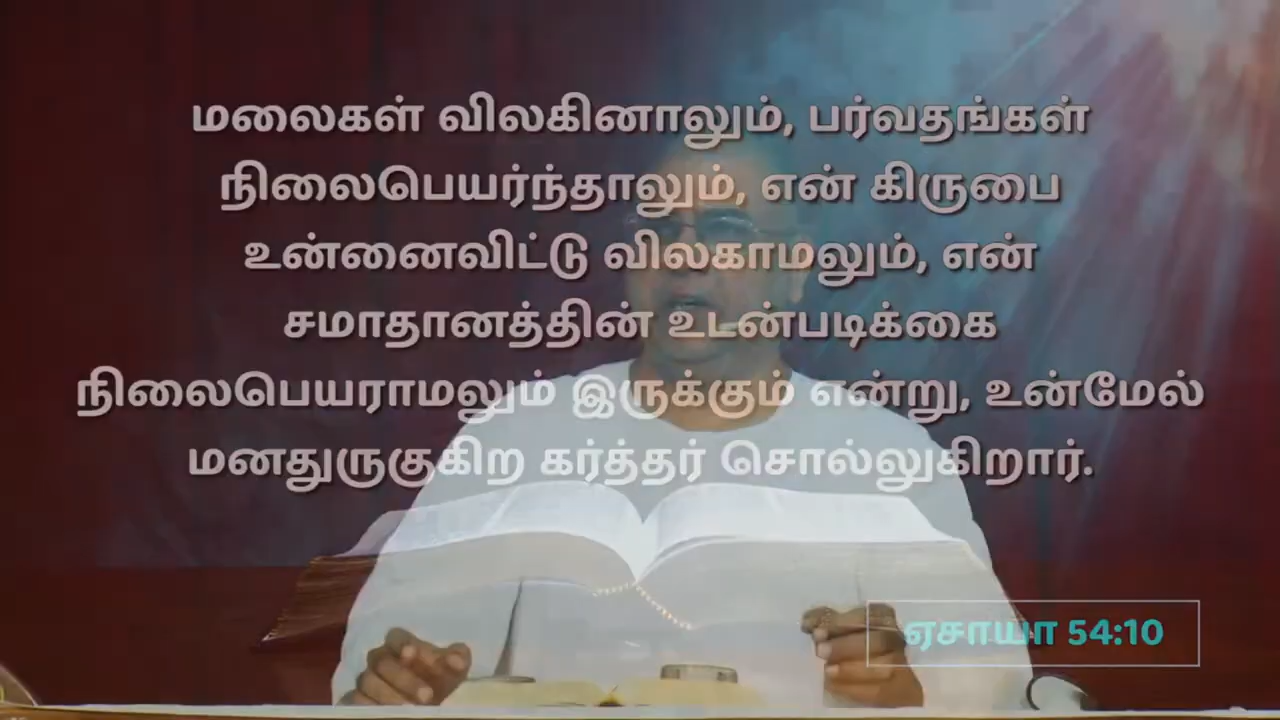 மலைகள் விலகினாலும், பர்வதங்கள்
நிலைபெயர்ந்தாலும், என் கிருபை
உன்னைவிட்டு விலகாமலும், என்
சமாதானத்தின் உடன்படிக்கை
நிலைபெயராமலும் இருக்கும் என்று, உன்மேல்
மனதுருகுகிற கர்த்தர் சொல்லுகிறார்.
ஏசாயா 54:10